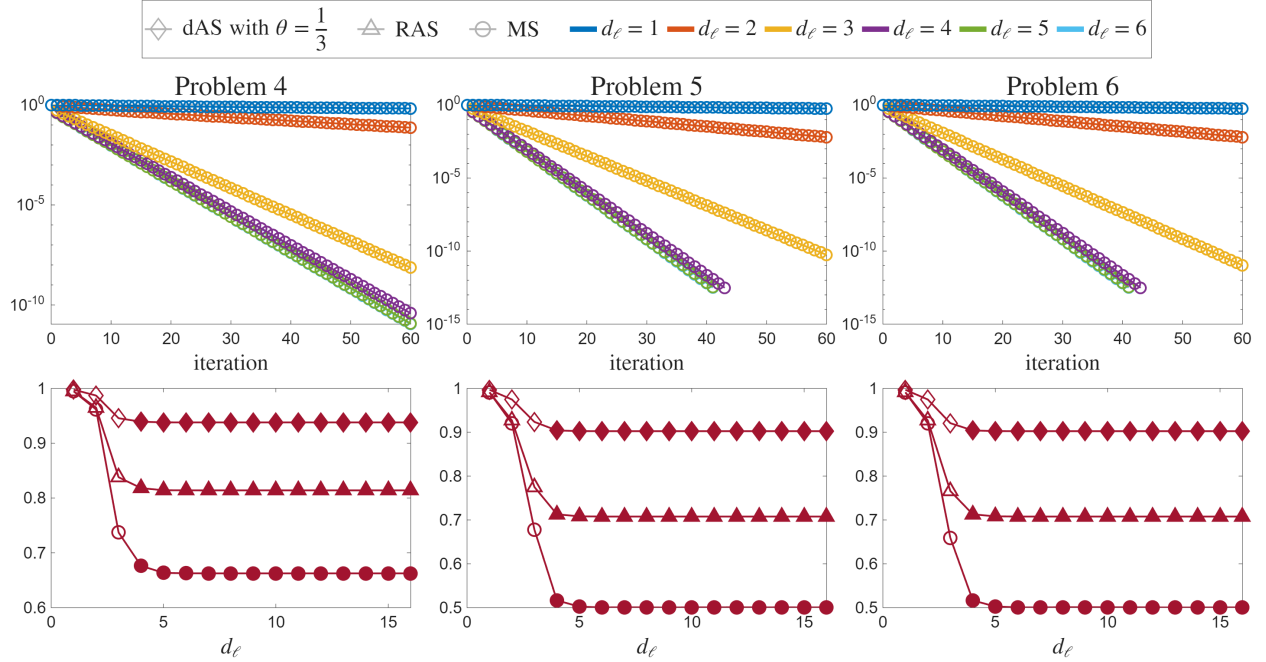 dAS with θ = 1/3 RAS MS d_ℓ = 1 d_ℓ = 2 d_ℓ = 3 d_ℓ = 4 d_ℓ = 5 d_ℓ = 6
Problem 4 Problem 5 Problem 6
10^0 10^0 10^0
10^-5 10^-5 10^-5
10^-10 10^-10 10^-10
10^-15 10^-15
0 10 20 30 40 50 60 0 10 20 30 40 50 60 0 10 20 30 40 50 60
iteration iteration iteration
1 1 1
0.9 0.9 0.9
0.8 0.8 0.8
0.7 0.7 0.7
0.6 0.6
0.6 0.5 0.5
0 5 10 15 0 5 10 15 0 5 10 15
d_ℓ d_ℓ d_ℓ